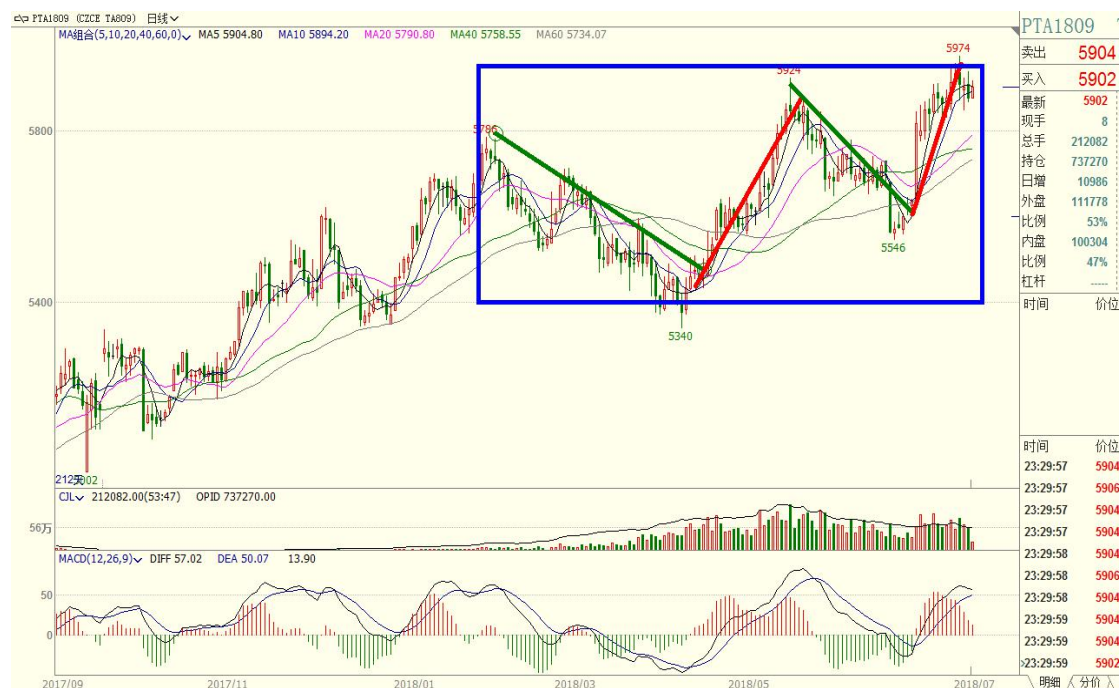 PTA1809 (CZCE TA809) 日线
MA组合(5,10,20,40,60,0) MA5 5904.80 MA10 5894.20 MA20 5790.80 MA40 5758.55 MA60 5734.07
PTA1809
卖出 5904
买入 5902
最新 5902
现手 8
总手 212082
持仓 737270
日增 10986
外盘 111778
比例 53%
内盘 100304
比例 47%
杠杆 -----
时间 价位
5974
5924
5786
5800
5546
5400
5340
212天
CJL 212082.00(53:47) OPID 737270.00
56万
MACD(12,26,9) DIFF 57.02 DEA 50.07 13.90
50
0
时间 价位
23:29:57 5904
23:29:57 5906
23:29:57 5904
23:29:57 5904
23:29:58 5904
23:29:58 5906
23:29:58 5904
23:29:59 5904
23:29:59 5904
23:29:59 5902
2017/09 2017/11 2018/01 2018/03 2018/05 2018/07
明细 分价